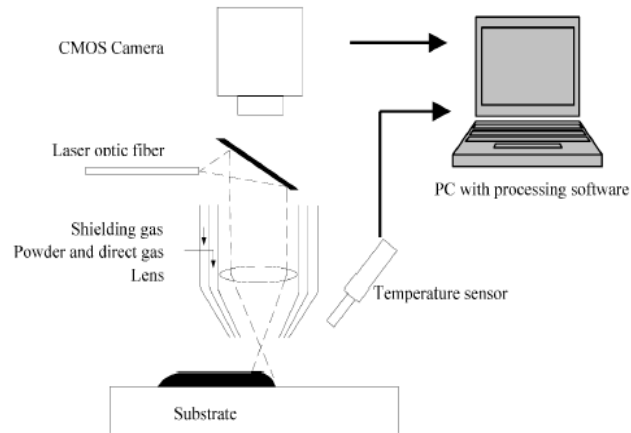 CMOS Camera
Laser optic fiber
PC with processing software
Shielding gas
Powder and direct gas
Lens
Temperature sensor
Substrate